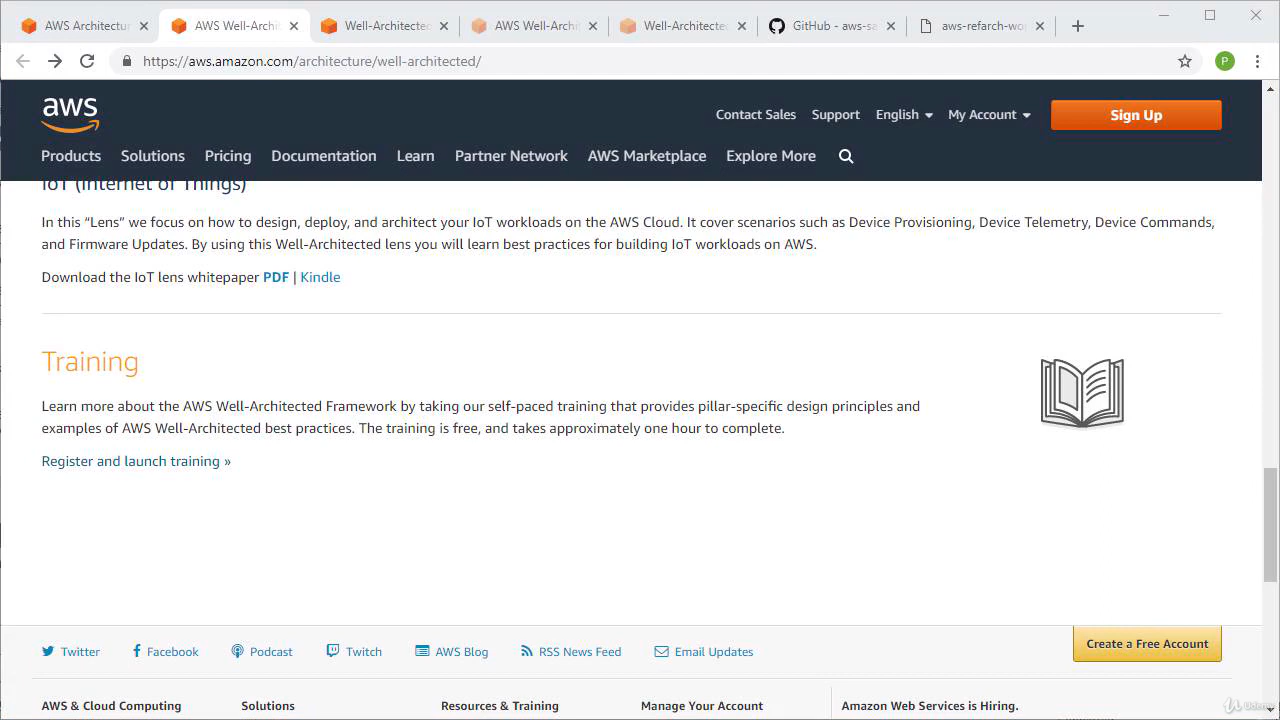 AWS Architectur
AWS Well-Archi
Well-Architected
AWS Well-Archi
Well-Architected
GitHub - aws-sa
aws-refarch-wor
https://aws.amazon.com/architecture/well-architected/
P
aws
Contact Sales
Support
English
My Account
Sign Up
Products
Solutions
Pricing
Documentation
Learn
Partner Network
AWS Marketplace
Explore More
IoT (Internet of Things)
In this “Lens” we focus on how to design, deploy, and architect your IoT workloads on the AWS Cloud. It cover scenarios such as Device Provisioning, Device Telemetry, Device Commands,
and Firmware Updates. By using this Well-Architected lens you will learn best practices for building IoT workloads on AWS.
Download the IoT lens whitepaper PDF | Kindle
Training
Learn more about the AWS Well-Architected Framework by taking our self-paced training that provides pillar-specific design principles and
examples of AWS Well-Architected best practices. The training is free, and takes approximately one hour to complete.
Register and launch training »
Twitter
Facebook
Podcast
Twitch
AWS Blog
RSS News Feed
Email Updates
Create a Free Account
AWS & Cloud Computing
Solutions
Resources & Training
Manage Your Account
Amazon Web Services is Hiring.
Udemy